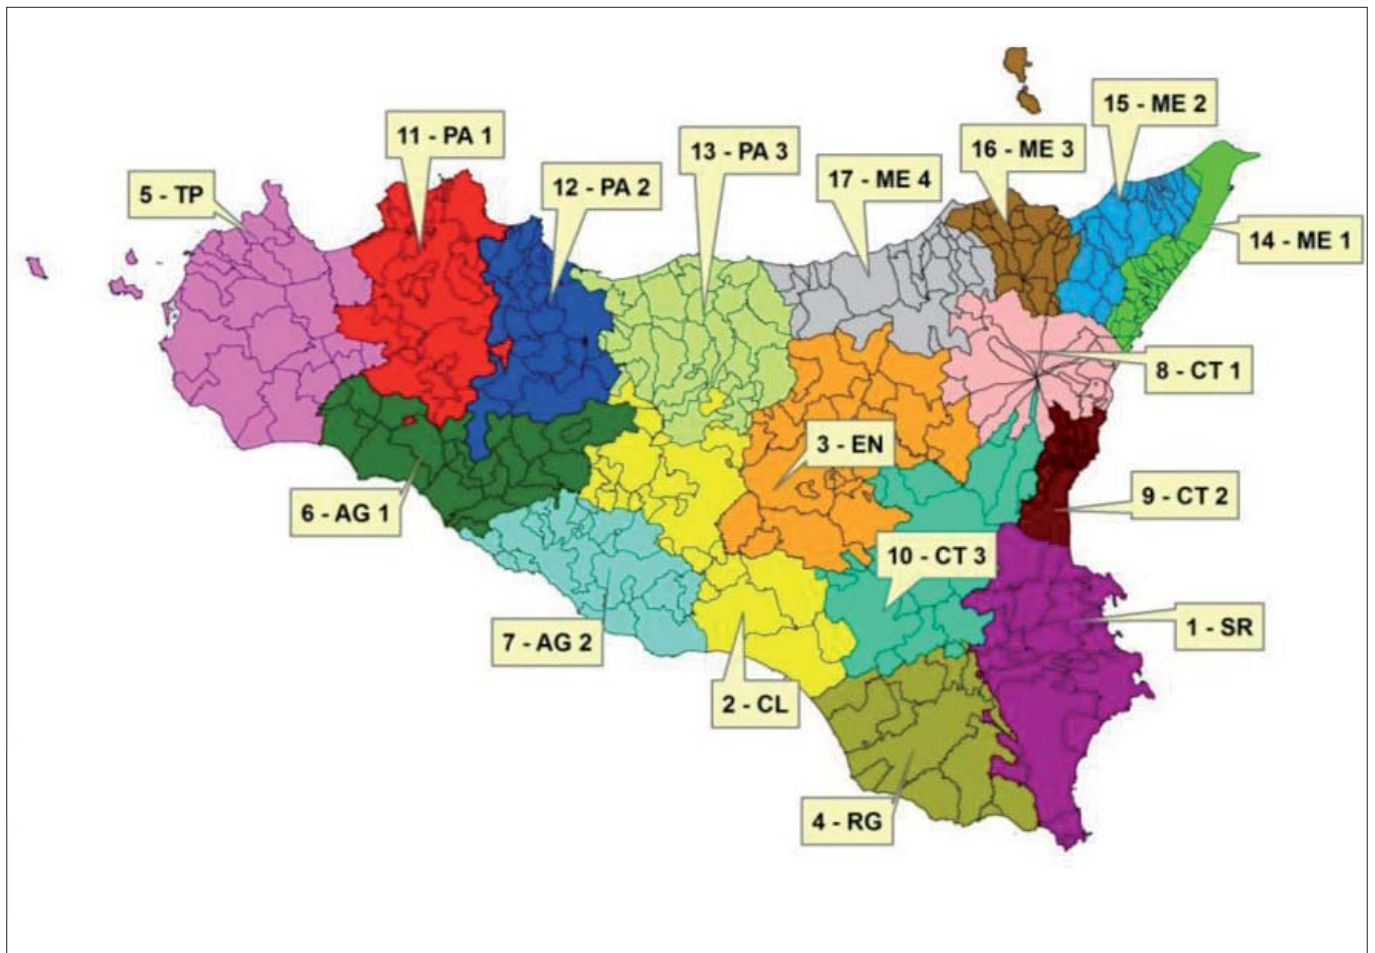 15 - ME 2
11 - PA 1
13 - PA 3
16 - ME 3
5 - TP
12 - PA 2
17 - ME 4
14 - ME 1
8 - CT 1
3 - EN
9 - CT 2
6 - AG 1
10 - CT 3
7 - AG 2
1 - SR
2 - CL
4 - RG